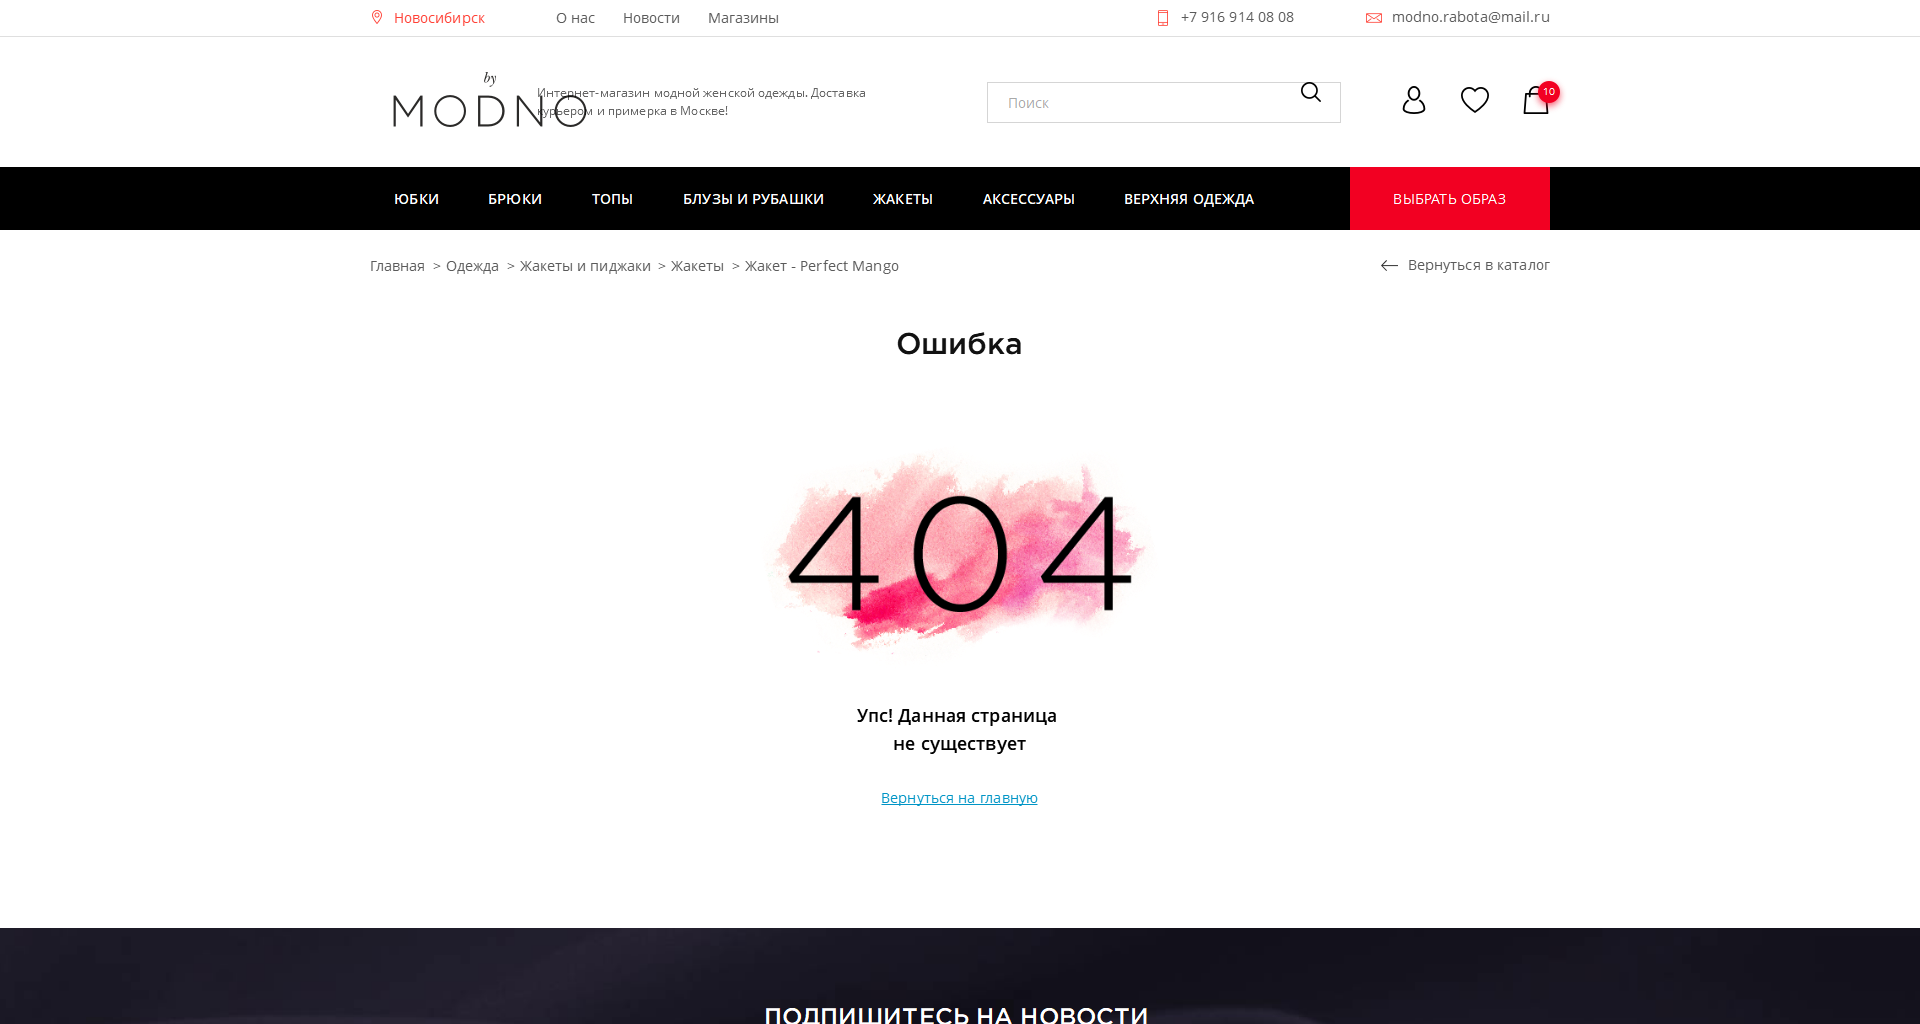 Новосибирск
О нас
Новости
Магазины
+7 916 914 08 08
modno.rabota@mail.ru
by
MODNO
Интернет-магазин модной женской одежды. Доставка
курьером и примерка в Москве!
Поиск
10
ЮБКИ
БРЮКИ
ТОПЫ
БЛУЗЫ И РУБАШКИ
ЖАКЕТЫ
АКСЕССУАРЫ
ВЕРХНЯЯ ОДЕЖДА
ВЫБРАТЬ ОБРАЗ
Главная > Одежда > Жакеты и пиджаки > Жакеты > Жакет - Perfect Mango
Вернуться в каталог
Ошибка
404
Упс! Данная страница
не существует
Вернуться на главную
ПОДПИШИТЕСЬ НА НОВОСТИ